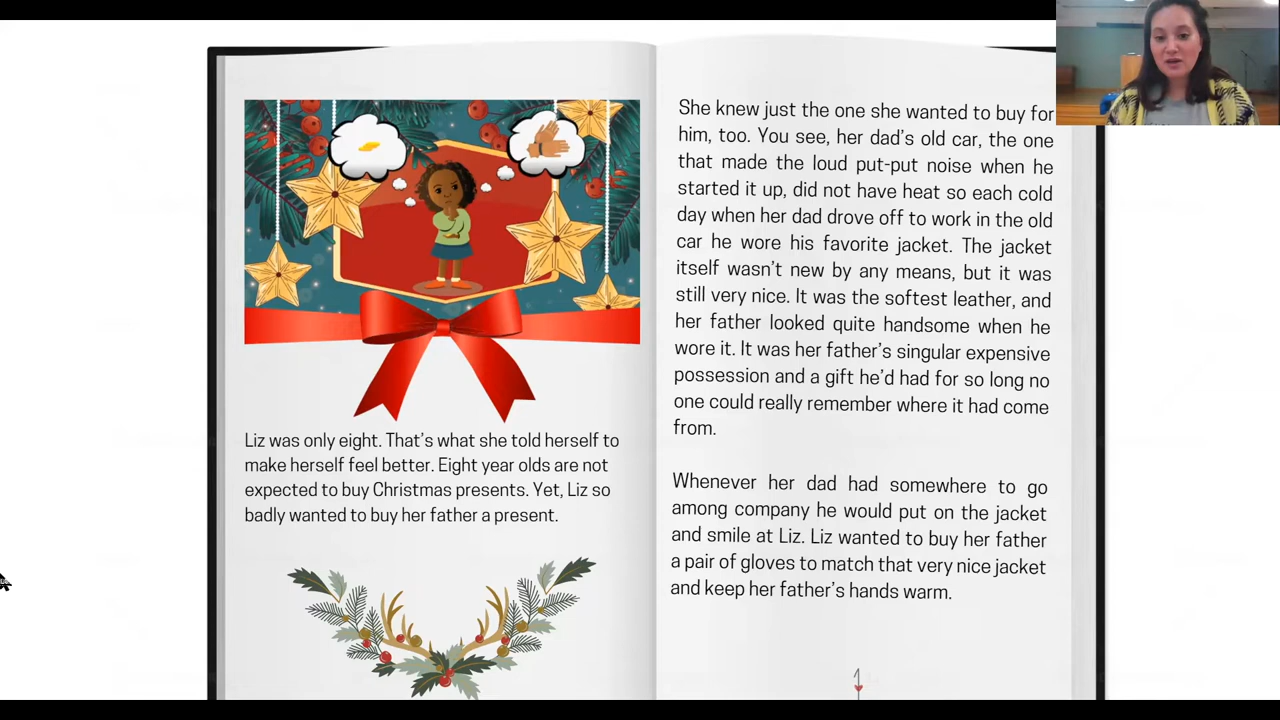 Liz was only eight. That's what she told herself to
make herself feel better. Eight year olds are not
expected to buy Christmas presents. Yet, Liz so
badly wanted to buy her father a present.
She knew just the one she wanted to buy for
him, too. You see, her dad's old car, the one
that made the loud put-put noise when he
started it up, did not have heat so each cold
day when her dad drove off to work in the old
car he wore his favorite jacket. The jacket
itself wasn't new by any means, but it was
still very nice. It was the softest leather, and
her father looked quite handsome when he
wore it. It was her father's singular expensive
possession and a gift he'd had for so long no
one could really remember where it had come
from.
Whenever her dad had somewhere to go
among company he would put on the jacket
and smile at Liz. Liz wanted to buy her father
a pair of gloves to match that very nice jacket
and keep her father's hands warm.
1